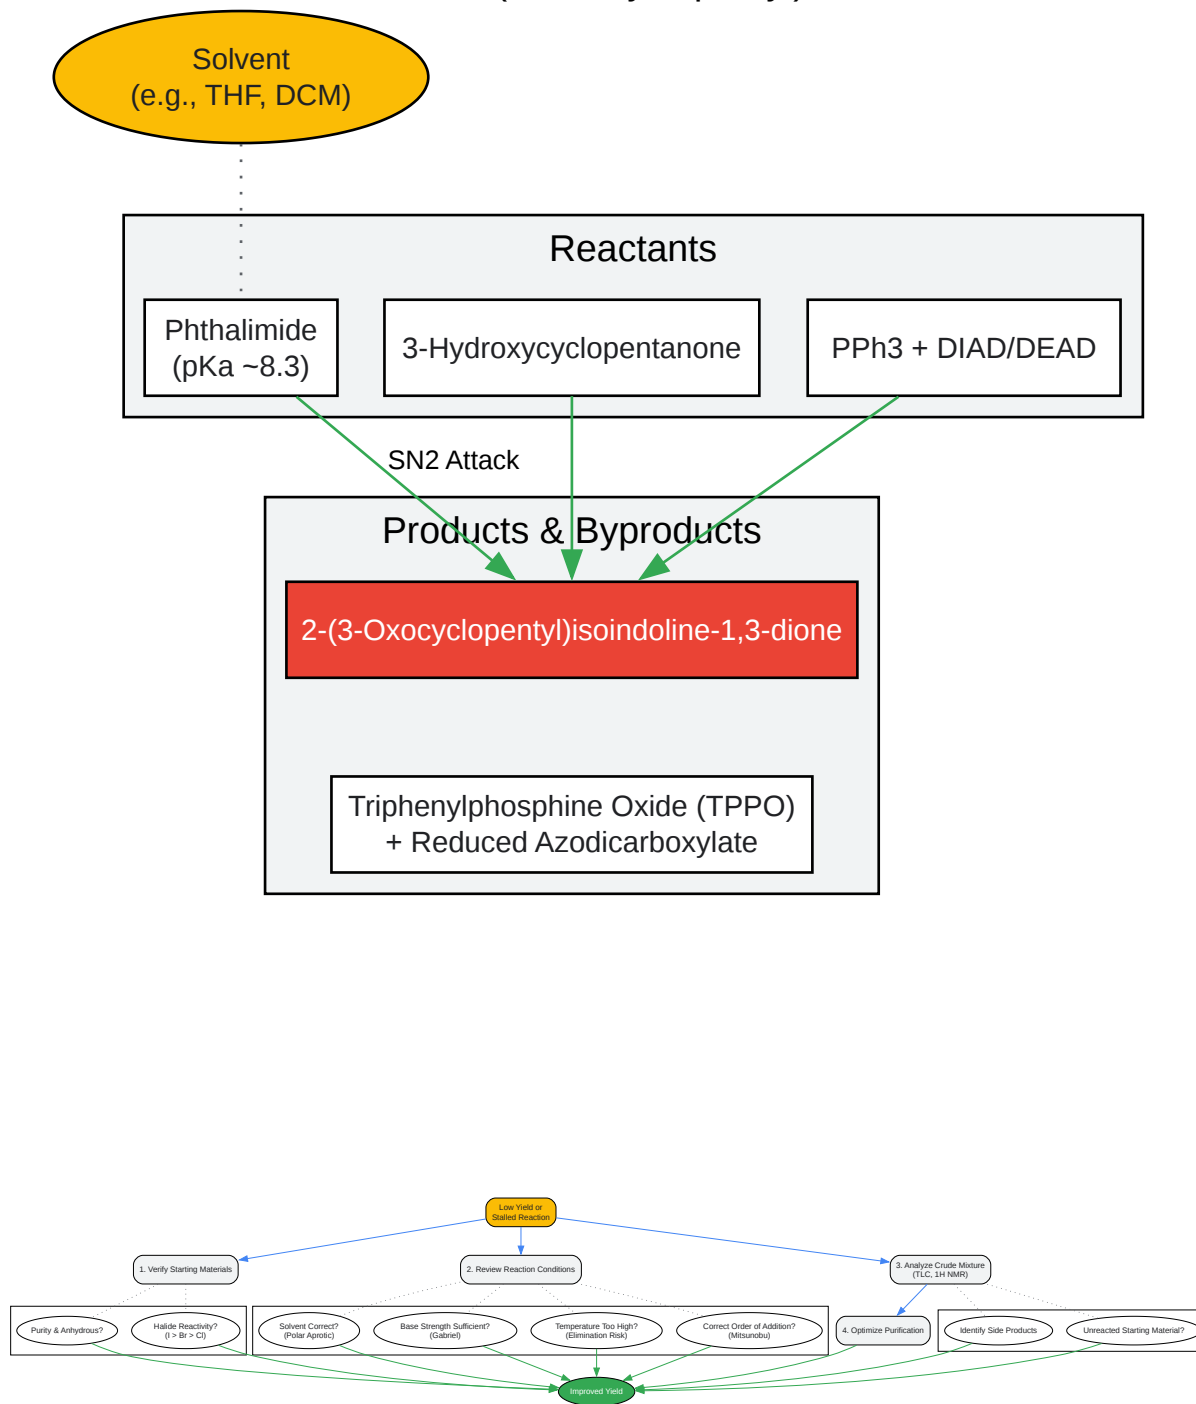 Solvent
(e.g., THF, DCM)
Reactants
Phthalimide
(pKa ~8.3)
3-Hydroxycyclopentanone
PPh3 + DIAD/DEAD
SN2 Attack
Products & Byproducts
2-(3-Oxocyclopentyl)isoindoline-1,3-dione
Triphenylphosphine Oxide (TPPO)
+ Reduced Azodicarboxylate
Low Yield or
Stalled Reaction
1. Verify Starting Materials
2. Review Reaction Conditions
3. Analyze Crude Mixture
(TLC, 1H NMR)
Purity & Anhydrous?
Halide Reactivity?
(I > Br > Cl)
Solvent Correct?
(Polar Aprotic)
Base Strength Sufficient?
(Gabriel)
Temperature Too High?
(Elimination Risk)
Correct Order of Addition?
(Mitsunobu)
4. Optimize Purification
Identify Side Products
Unreacted Starting Material?
Improved Yield